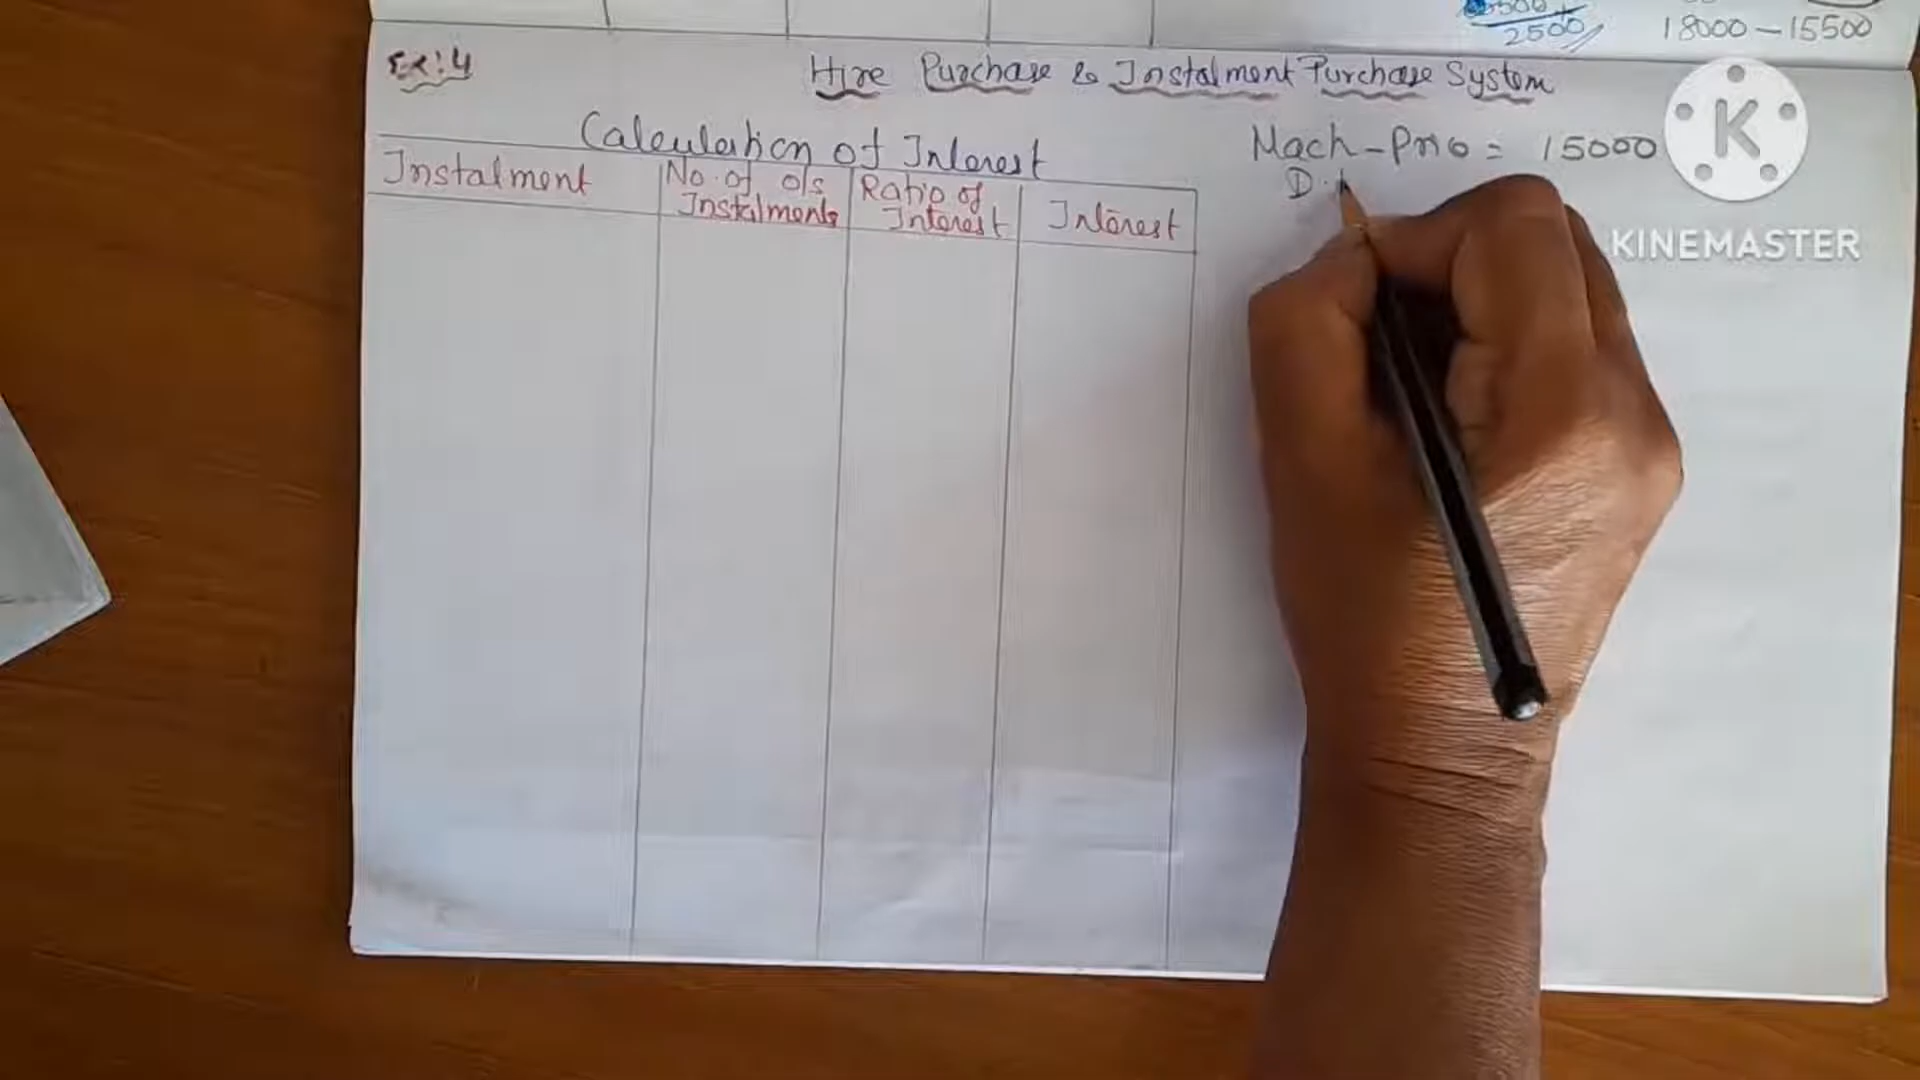 2500
18000 - 15500
Ex: 4
Hire Purchase & Instalment Purchase System
Calculation of Interest
Instalment
No. of o/s Instalments
Ratio of Interest
Interest
Mach - Price = 15000
D.
K
KINEMASTER